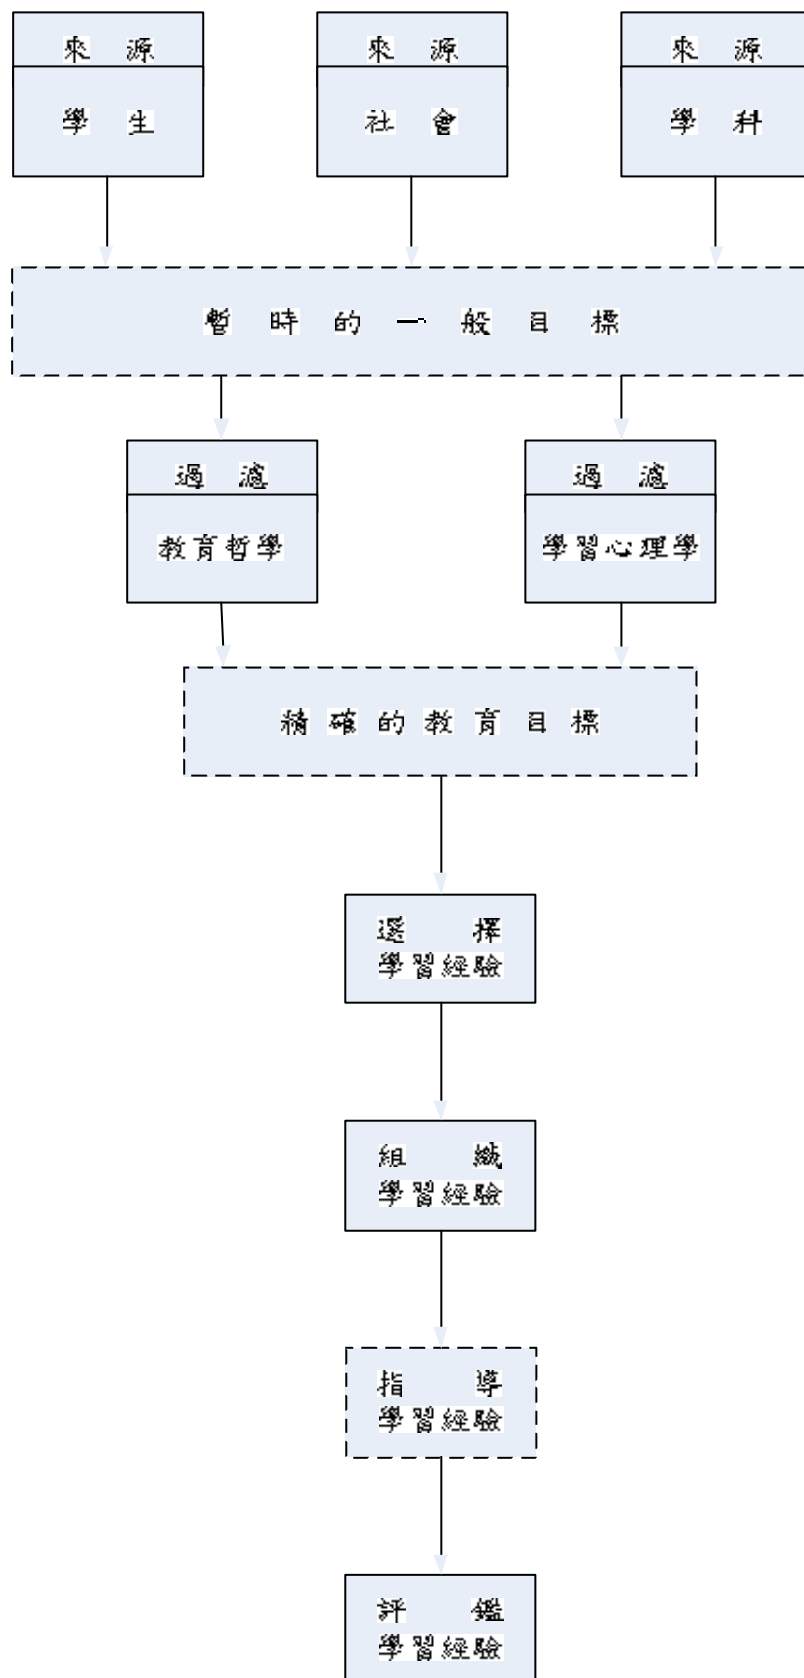 來 源
學 生
來 源
社 會
來 源
學 科
暫 時 的 一 般 目 標
過 濾
教育哲學
過 濾
學習心理學
精 確 的 教 育 目 標
選 擇
學習經驗
組 織
學習經驗
指 導
學習經驗
評 鑑
學習經驗